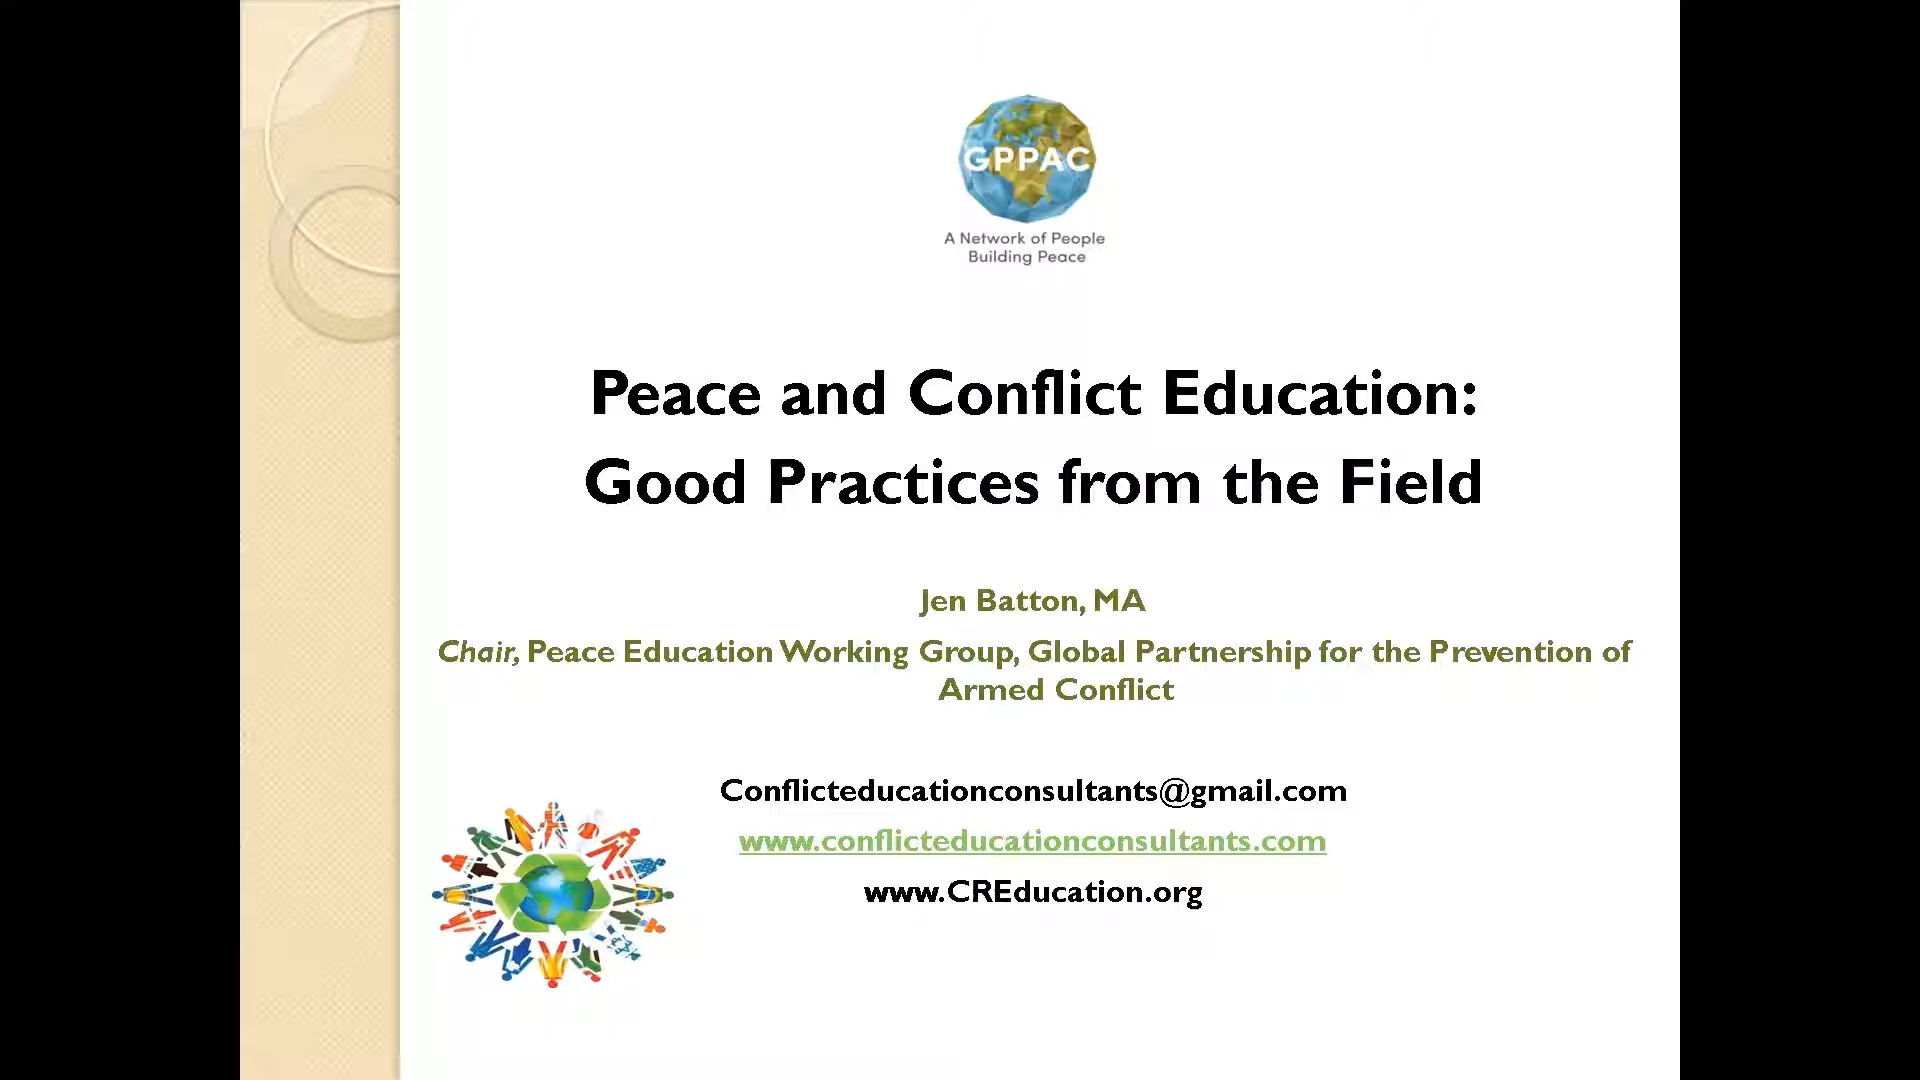 GPPAC
A Network of People
Building Peace
Peace and Conflict Education:
Good Practices from the Field
Jen Batton, MA
Chair, Peace Education Working Group, Global Partnership for the Prevention of
Armed Conflict
Conflicteducationconsultants@gmail.com
www.conflicteducationconsultants.com
www.CREducation.org